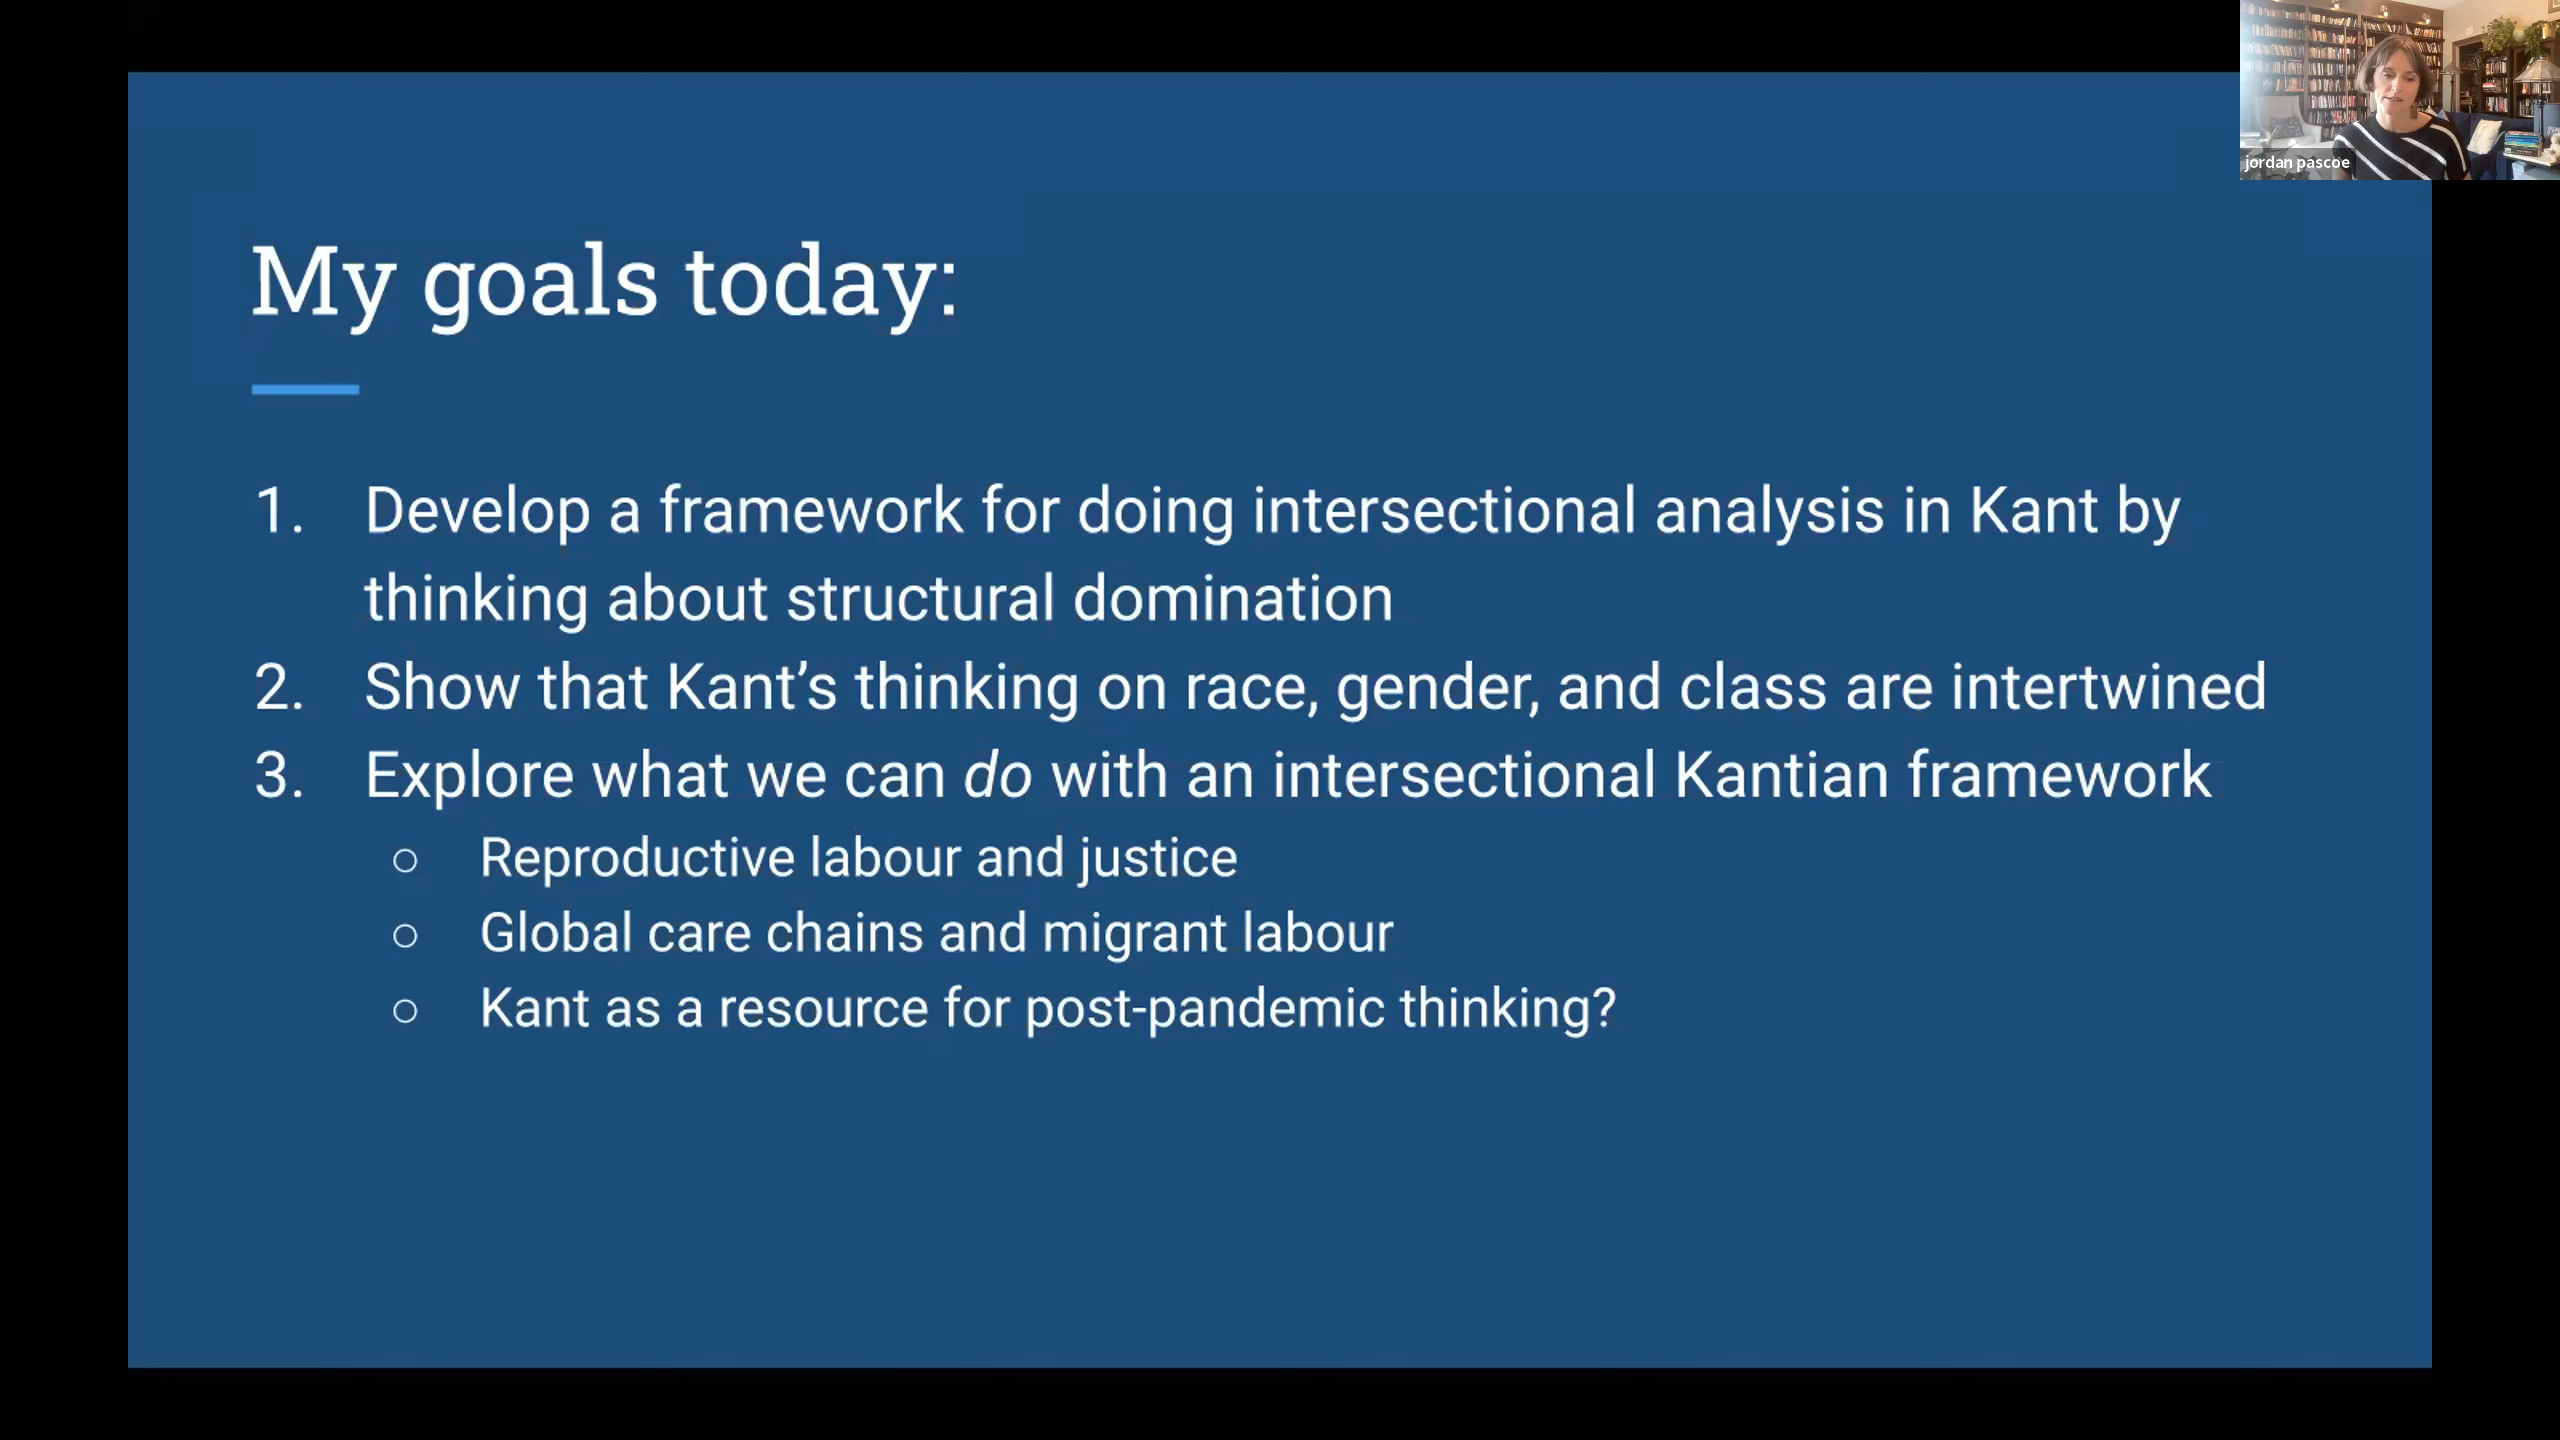 jordan pascoe
My goals today:
1. Develop a framework for doing intersectional analysis in Kant by
thinking about structural domination
2. Show that Kant’s thinking on race, gender, and class are intertwined
3. Explore what we can do with an intersectional Kantian framework
○ Reproductive labour and justice
○ Global care chains and migrant labour
○ Kant as a resource for post-pandemic thinking?